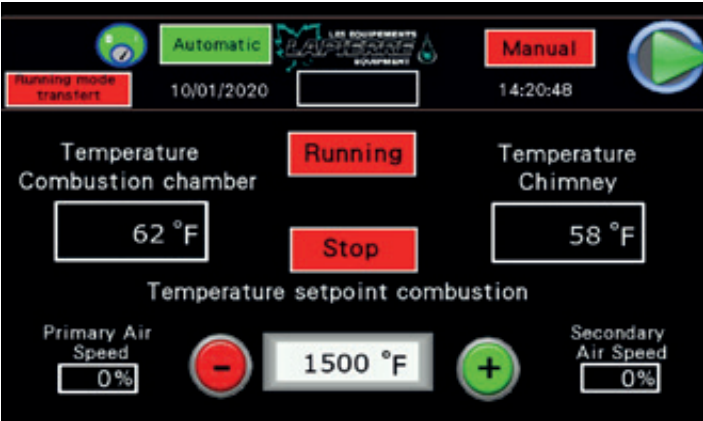 Automatic
LES EQUIPEMENTS
LAPIERRE
EQUIPMENT
Manual
Running mode
transfert
10/01/2020
14:20:48
Temperature
Combustion chamber
Running
Temperature
Chimney
62 °F
Stop
58 °F
Temperature setpoint combustion
Primary Air
Speed
0%
-
1500 °F
+
Secondary
Air Speed
0%